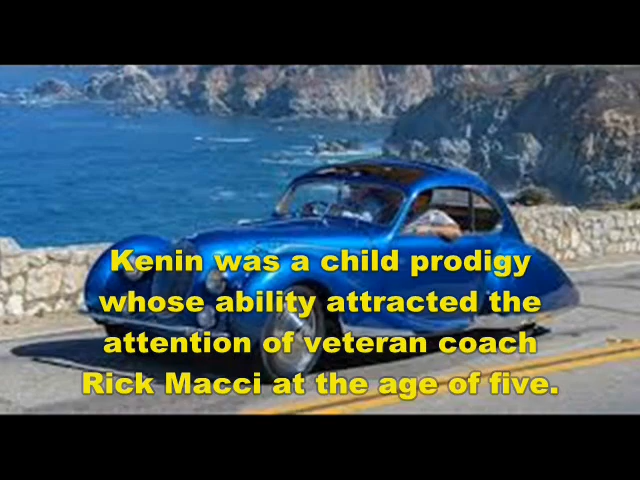 Kenin was a child prodigy
whose ability attracted the
attention of veteran coach
Rick Macci at the age of five.